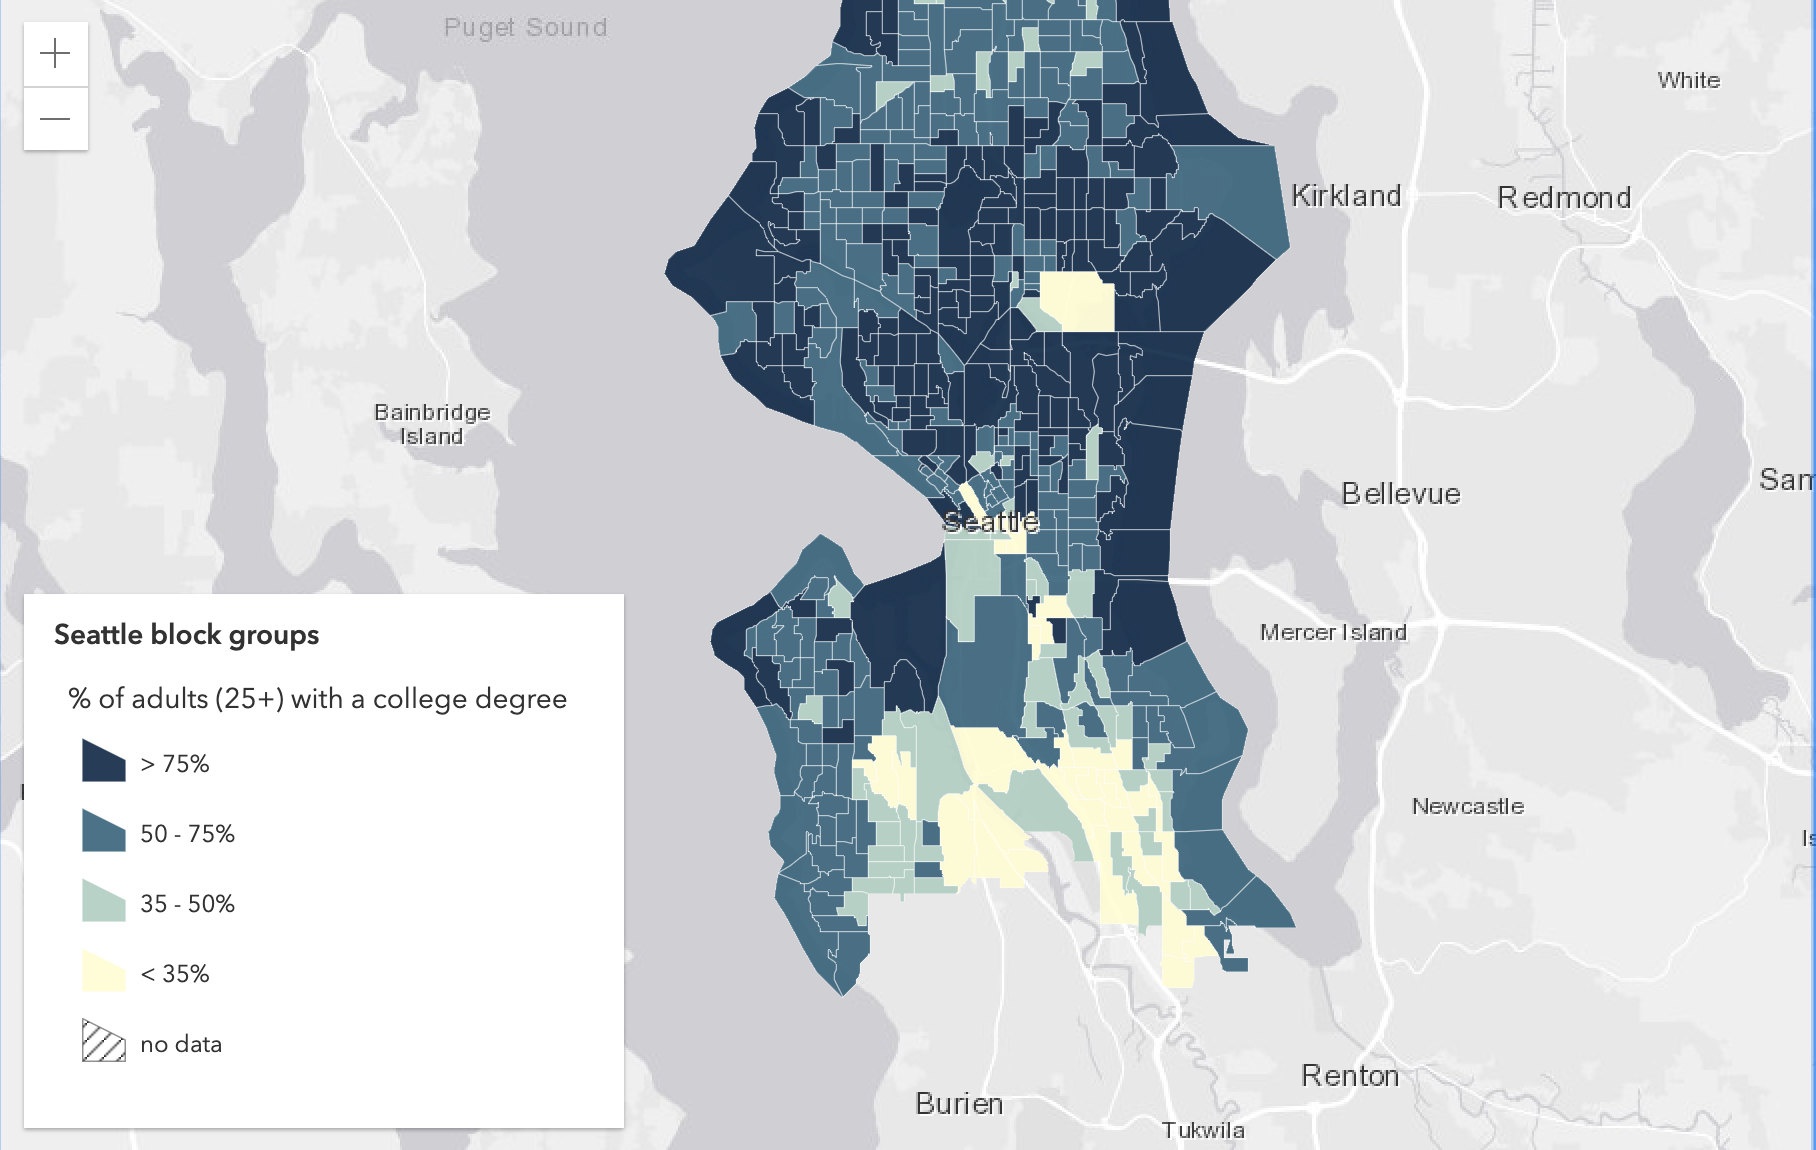 Puget Sound
White
Kirkland
Redmond
Bainbridge
Island
Sam
Bellevue
Seattle
Mercer Island
Newcastle
Is
Renton
Burien
Tukwila
Seattle block groups
% of adults (25+) with a college degree
> 75%
50 - 75%
35 - 50%
< 35%
no data